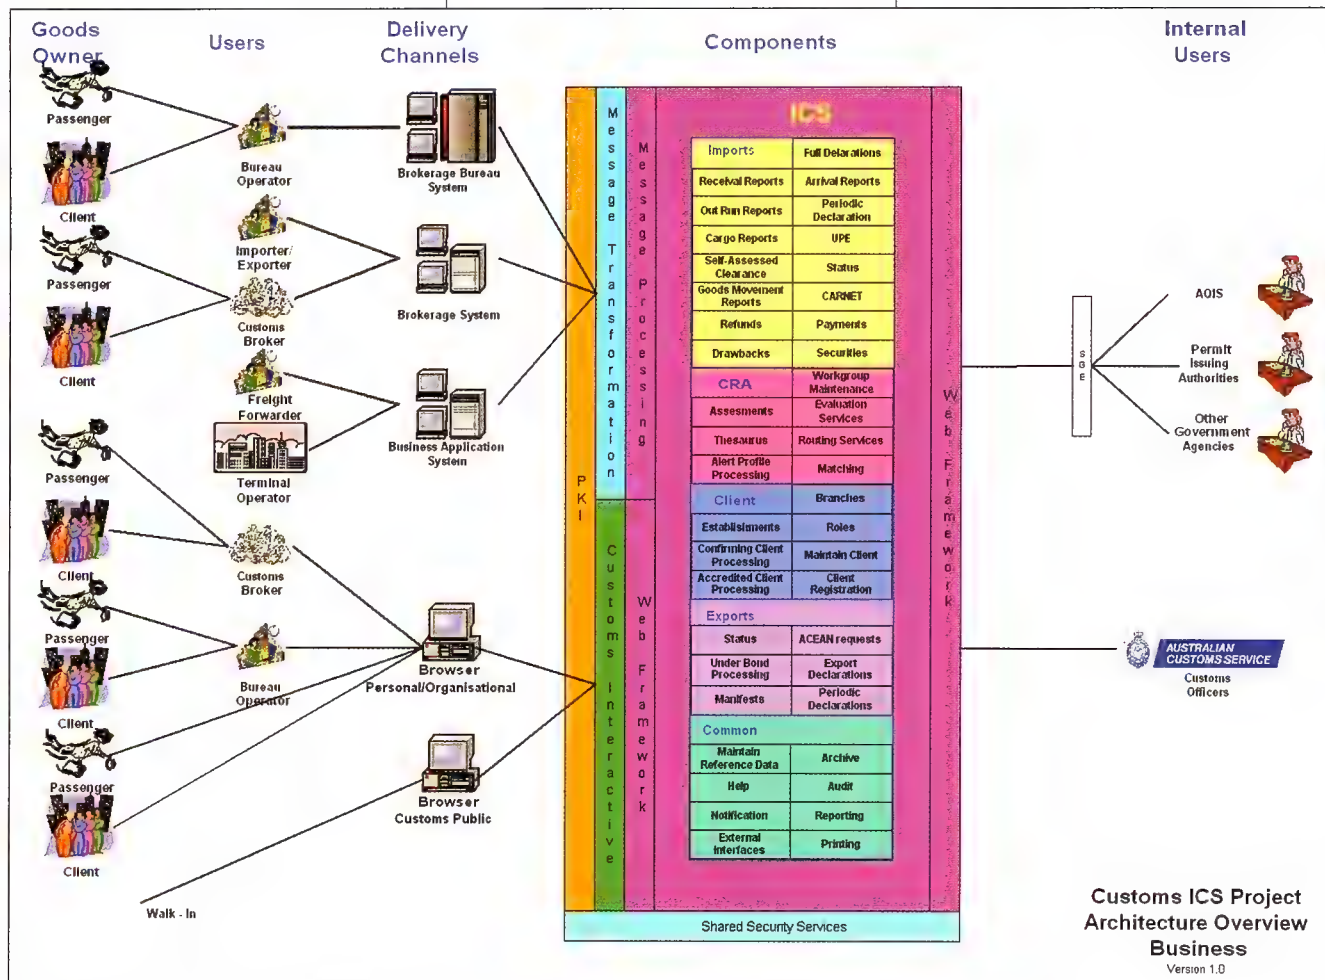 Goods
Owner
Users
Delivery
Channels
Components
Internal
Users
Passenger
Client
Passenger
Client
Passenger
Client
Passenger
Client
Passenger
Client
Walk - In
Bureau
Operator
Importer/
Exporter
Customs
Broker
Freight
Forwarder
Terminal
Operator
Customs
Broker
Bureau
Operator
Brokerage Bureau
System
Brokerage System
Business Application
System
Browser
Personal/Organisational
Browser
Customs Public
PKI
Message Transformation
Customs Interactive
Message Processing
Web Framework
ICS
Imports
Full Delarations
Receival Reports
Arrival Reports
Out Run Reports
Periodic
Declaration
Cargo Reports
UPE
Self-Assessed
Clearance
Status
Goods Movement
Reports
CARNET
Refunds
Payments
Drawbacks
Securities
CRA
Workgroup
Maintenance
Assesments
Evaluation
Services
Thesaurus
Routing Services
Alert Profile
Processing
Matching
Client
Branches
Establishments
Roles
Confirming Client
Processing
Maintain Client
Accredited Client
Processing
Client
Registration
Exports
Status
ACEAN requests
Under Bond
Processing
Export
Declarations
Manifests
Periodic
Declarations
Common
Maintain
Reference Data
Archive
Help
Audit
Notification
Reporting
External
Interfaces
Printing
Web Framework
Shared Security Services
SGE
AOIS
Permit
Issuing
Authorities
Other
Government
Agencies
AUSTRALIAN
CUSTOMS SERVICE
Customs
Officers
Customs ICS Project
Architecture Overview
Business
Version 1.0